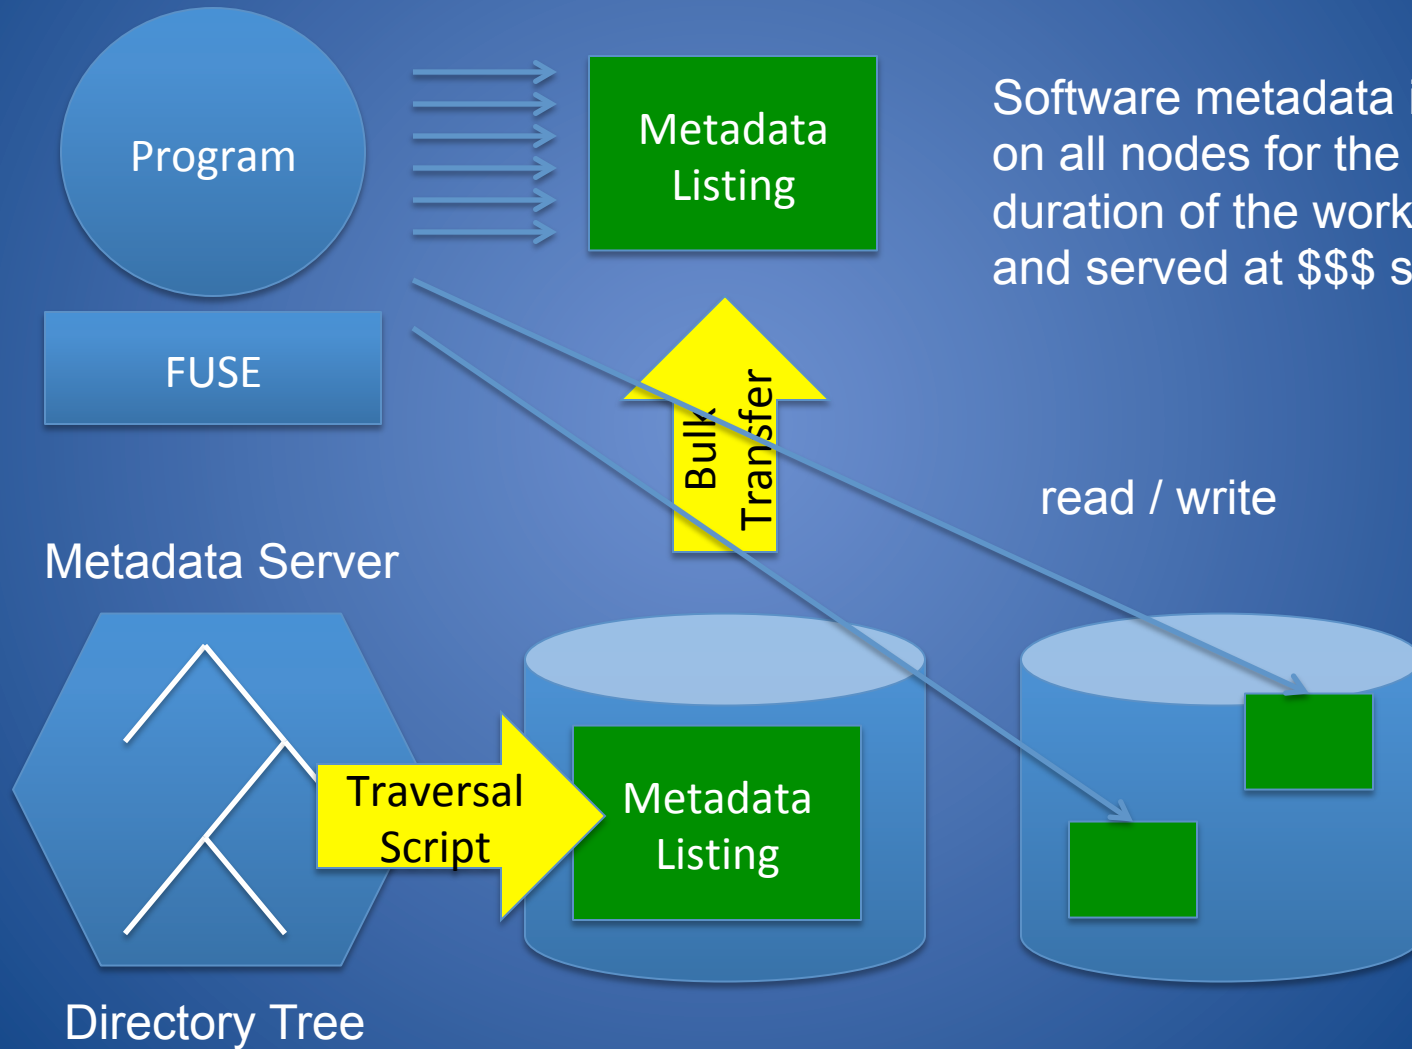 Program
FUSE
Metadata
Listing
Software metadata
on all nodes for the
duration of the work
and served at $$$
Bulk
Transfer
read / write
Metadata Server
Traversal
Script
Metadata
Listing
Directory Tree